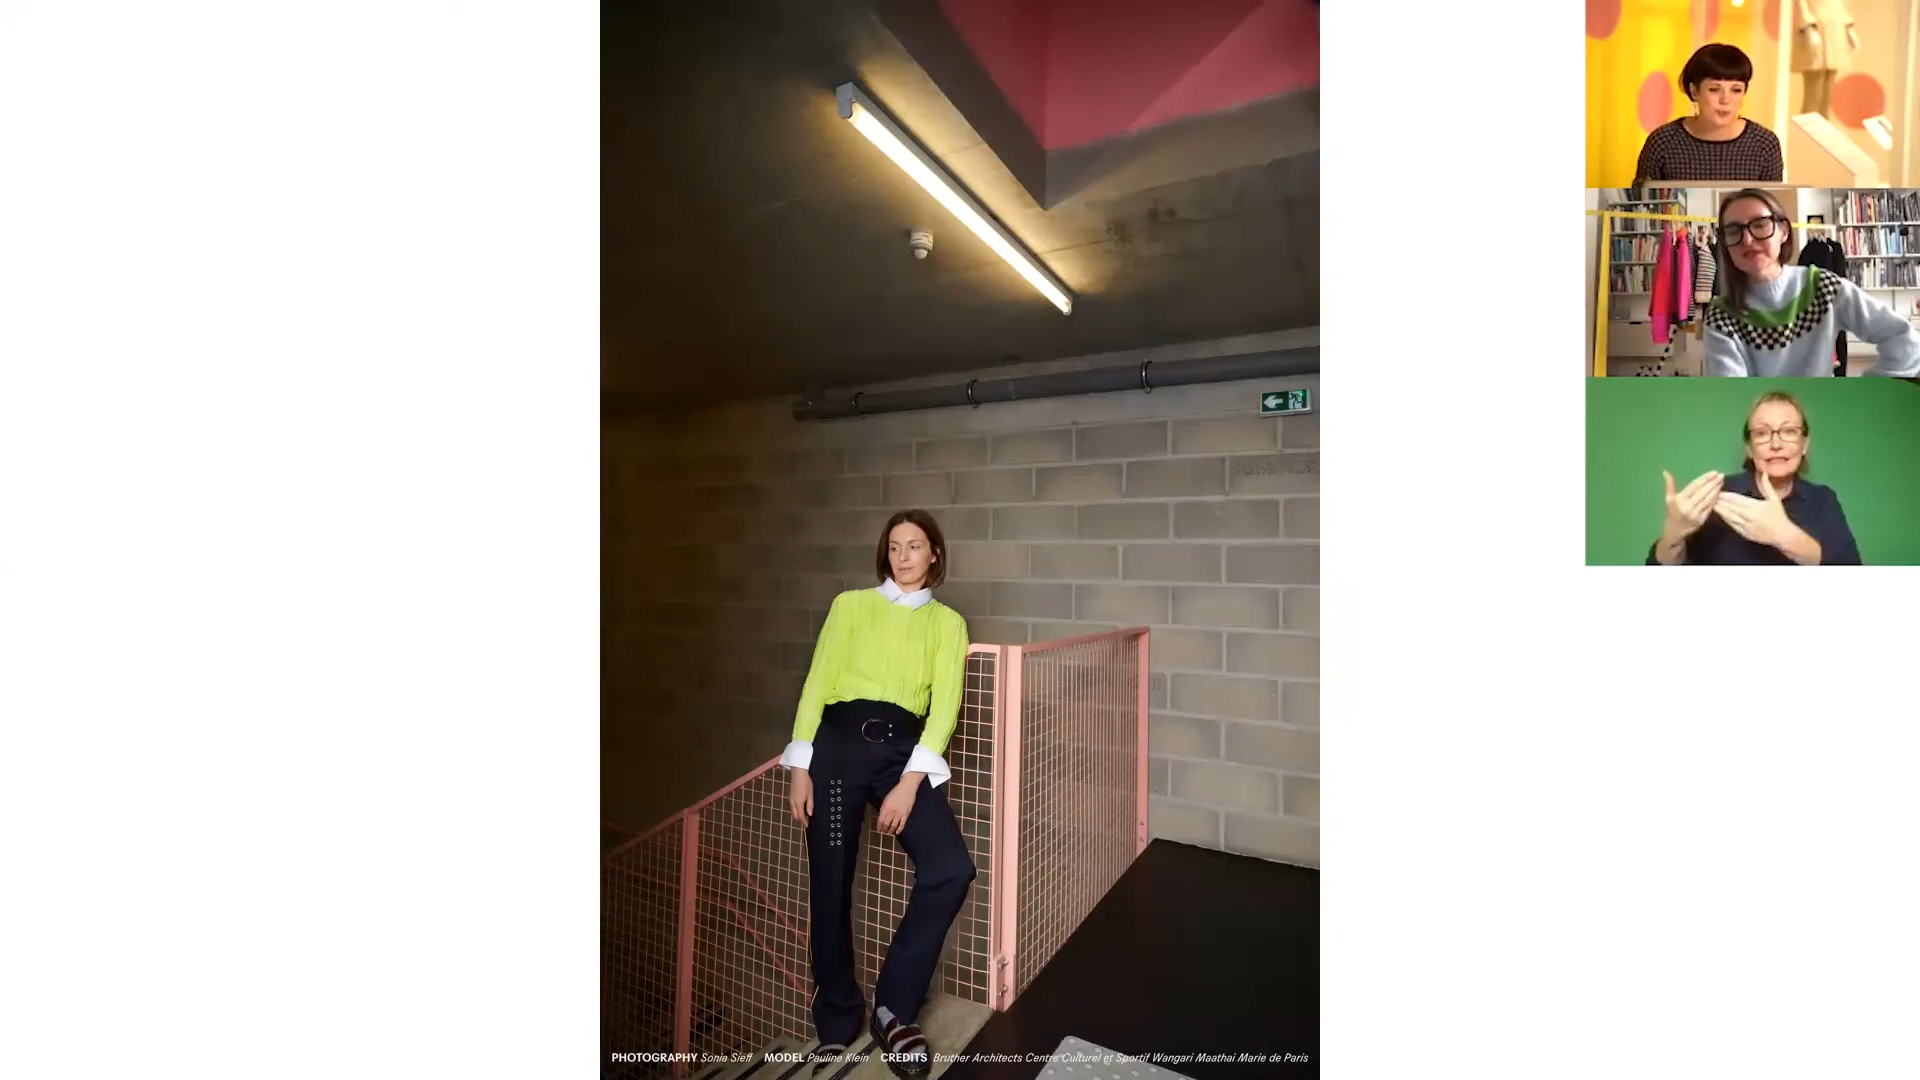 PHOTOGRAPHY Sonia Sieff MODEL Pauline Klein CREDITS Bruther Architects Centre Culturel et Sportif Wangari Maathai Marie de Paris